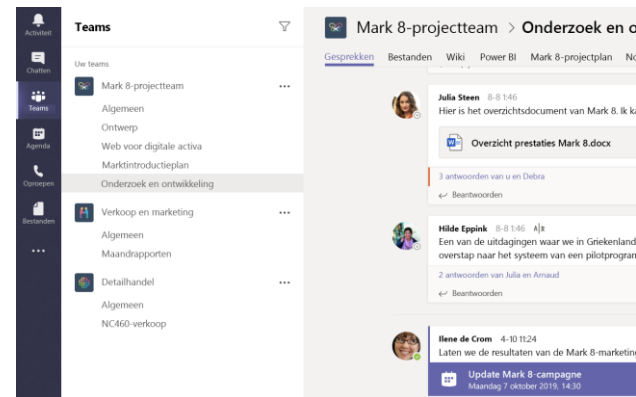 Activiteit
Chatten
Teams
Agenda
Oproepen
Bestanden
Teams
Uw teams
Mark 8-projectteam
Algemeen
Ontwerp
Web voor digitale activa
Marktintroductieplan
Onderzoek en ontwikkeling
Verkoop en marketing
Algemeen
Maandrapporten
Detailhandel
Algemeen
NC460-verkoop
Mark 8-projectteam > Onderzoek en o
Gesprekken Bestanden Wiki Power BI Mark 8-projectplan No
Julia Steen 8-8 1:46
Hier is het overzichtsdocument van Mark 8. Ik ka
Overzicht prestaties Mark 8.docx
3 antwoorden van u en Debra
Beantwoorden
Hilde Eppink 8-8 1:46
Een van de uitdagingen waar we in Griekenland
overstap naar het systeem van een pilotprogram
2 antwoorden van Julia en Arnaud
Beantwoorden
Ilene de Crom 4-10 11:24
Laten we de resultaten van de Mark 8-marketing
Update Mark 8-campagne
Maandag 7 oktober 2019, 14:30